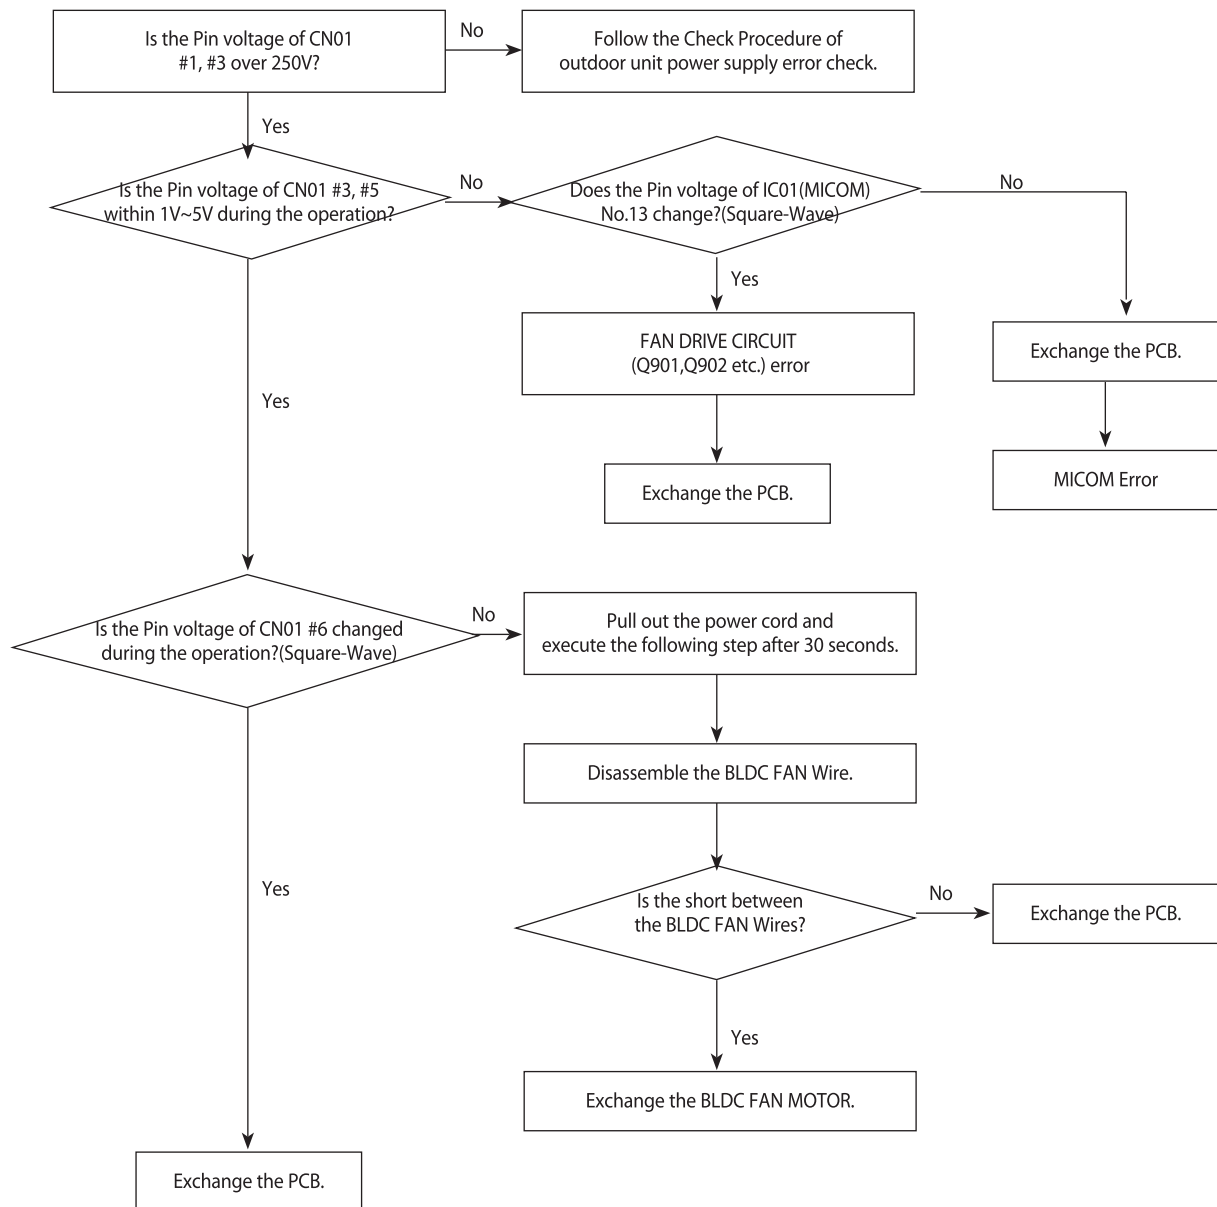 Is the Pin voltage of CN01
#1, #3 over 250V?
No
Follow the Check Procedure of
outdoor unit power supply error check.
Yes
Is the Pin voltage of CN01 #3, #5
within 1V~5V during the operation?
No
Does the Pin voltage of IC01(MICOM)
No.13 change?(Square-Wave)
No
Yes
FAN DRIVE CIRCUIT
(Q901,Q902 etc.) error
Exchange the PCB.
Exchange the PCB.
MICOM Error
Yes
Is the Pin voltage of CN01 #6 changed
during the operation?(Square-Wave)
No
Pull out the power cord and
execute the following step after 30 seconds.
Disassemble the BLDC FAN Wire.
Is the short between
the BLDC FAN Wires?
No
Exchange the PCB.
Yes
Exchange the BLDC FAN MOTOR.
Yes
Exchange the PCB.